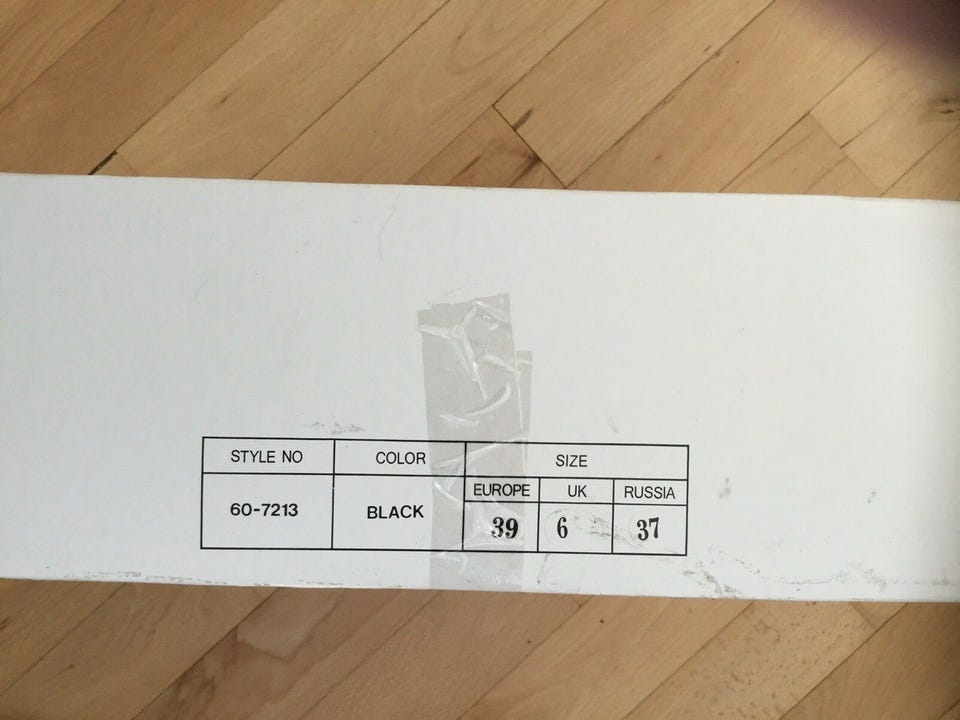 STYLE NO COLOR SIZE
EUROPE UK RUSSIA
60-7213 BLACK 39 6 37